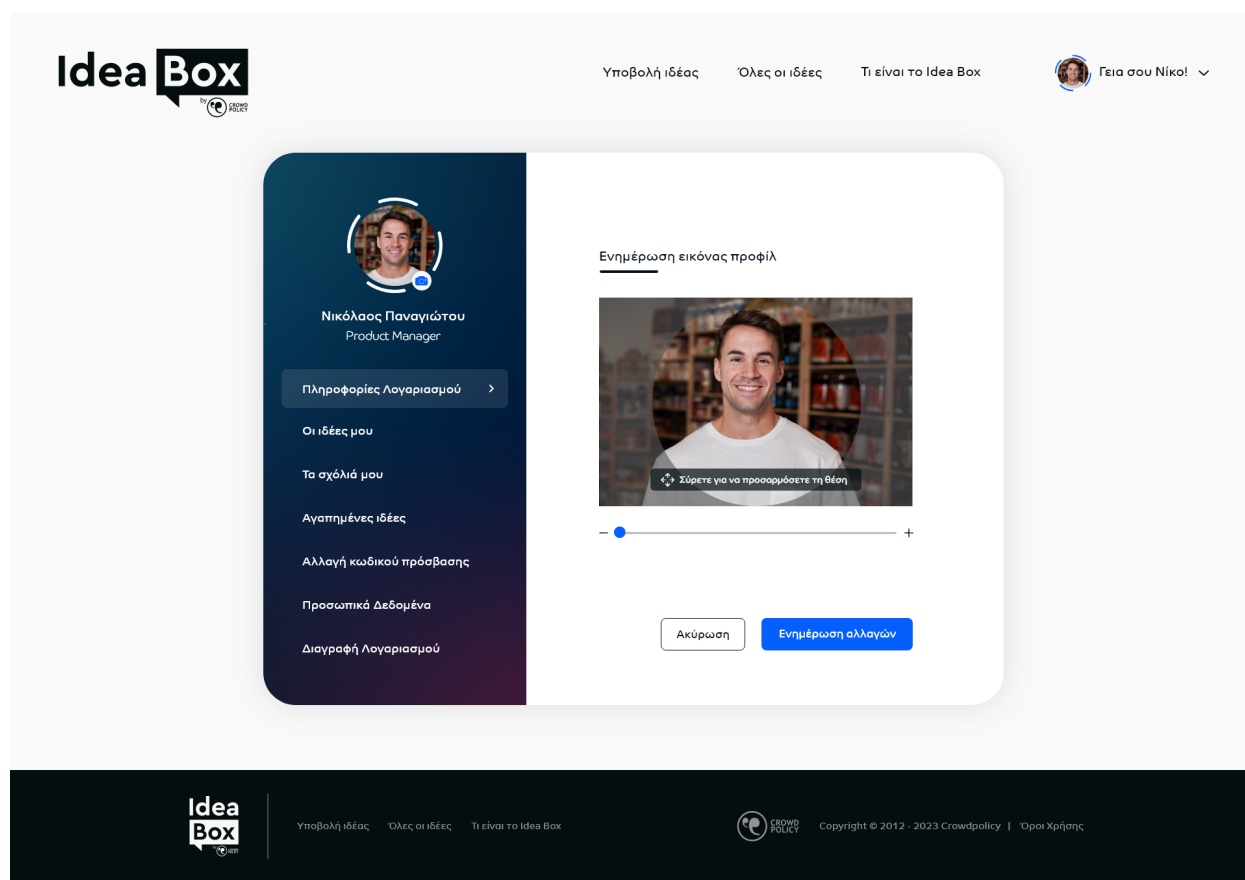 Idea Box
by CROWD POLICY
Υποβολή ιδέας
Όλες οι ιδέες
Τι είναι το Idea Box
Γεια σου Νίκο!
Νικόλαος Παναγιώτου
Product Manager
Πληροφορίες Λογαριασμού
Οι ιδέες μου
Τα σχόλιά μου
Αγαπημένες ιδέες
Αλλαγή κωδικού πρόσβασης
Προσωπικά Δεδομένα
Διαγραφή Λογαριασμού
Ενημέρωση εικόνας προφίλ
Σύρετε για να προσαρμόσετε τη θέση
Ακύρωση
Ενημέρωση αλλαγών
Idea
Box
Υποβολή ιδέας
Όλες οι ιδέες
Τι είναι το Idea Box
CROWD
POLICY
Copyright © 2012 - 2023 Crowdpolicy | Όροι Χρήσης